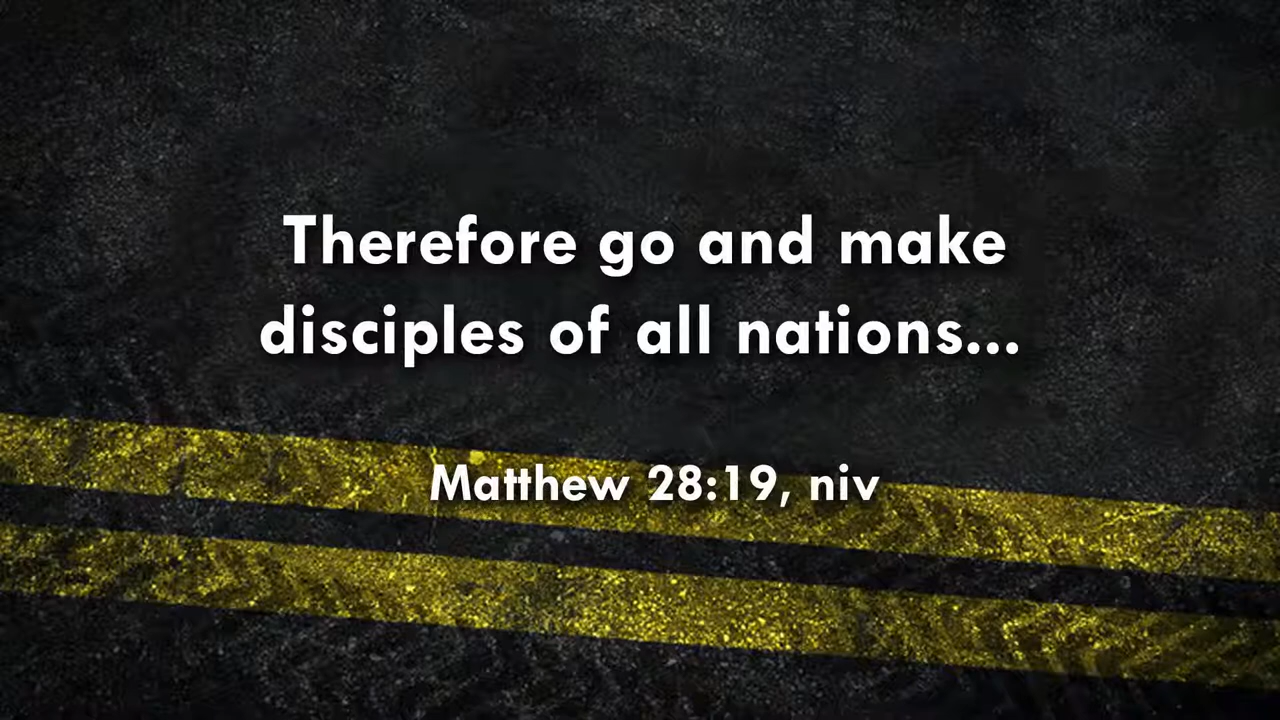 Therefore go and make
disciples of all nations...
Matthew 28:19, niv